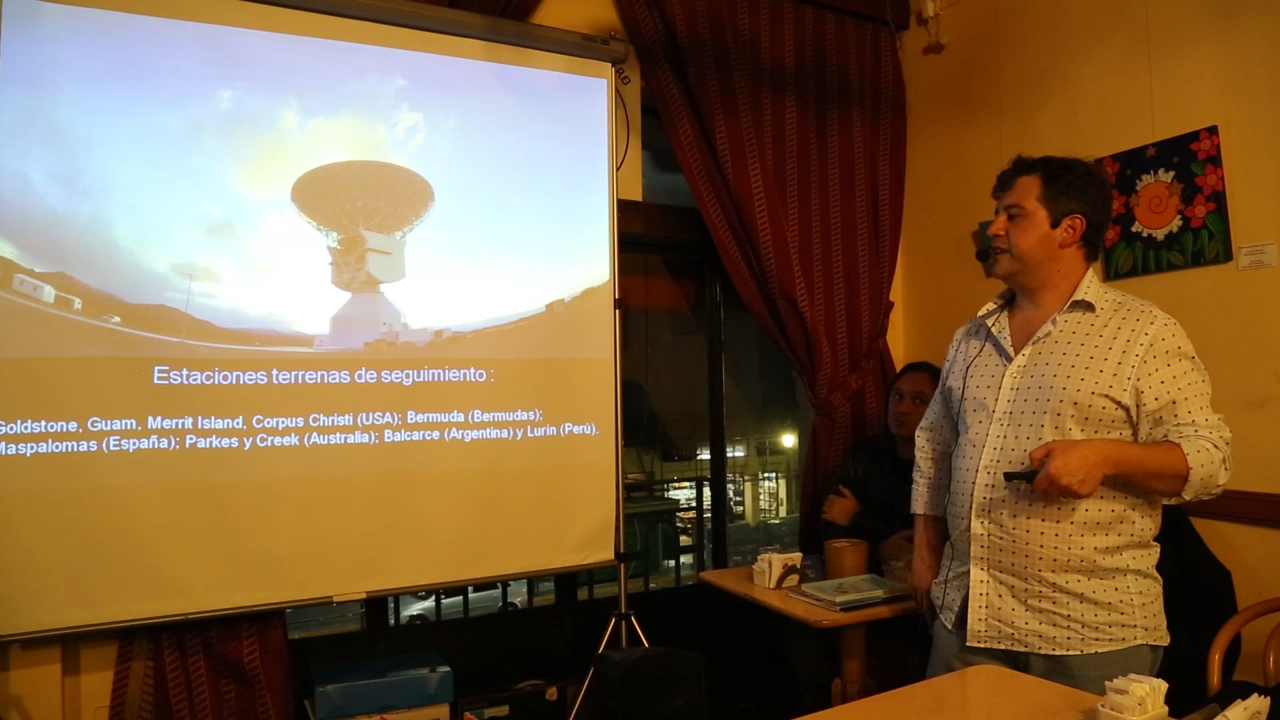 Estaciones terrenas de seguimiento :
Goldstone, Guam, Merrit Island, Corpus Christi (USA); Bermuda (Bermudas);
Maspalomas (España); Parkes y Creek (Australia); Balcarce (Argentina) y Lurín (Perú).